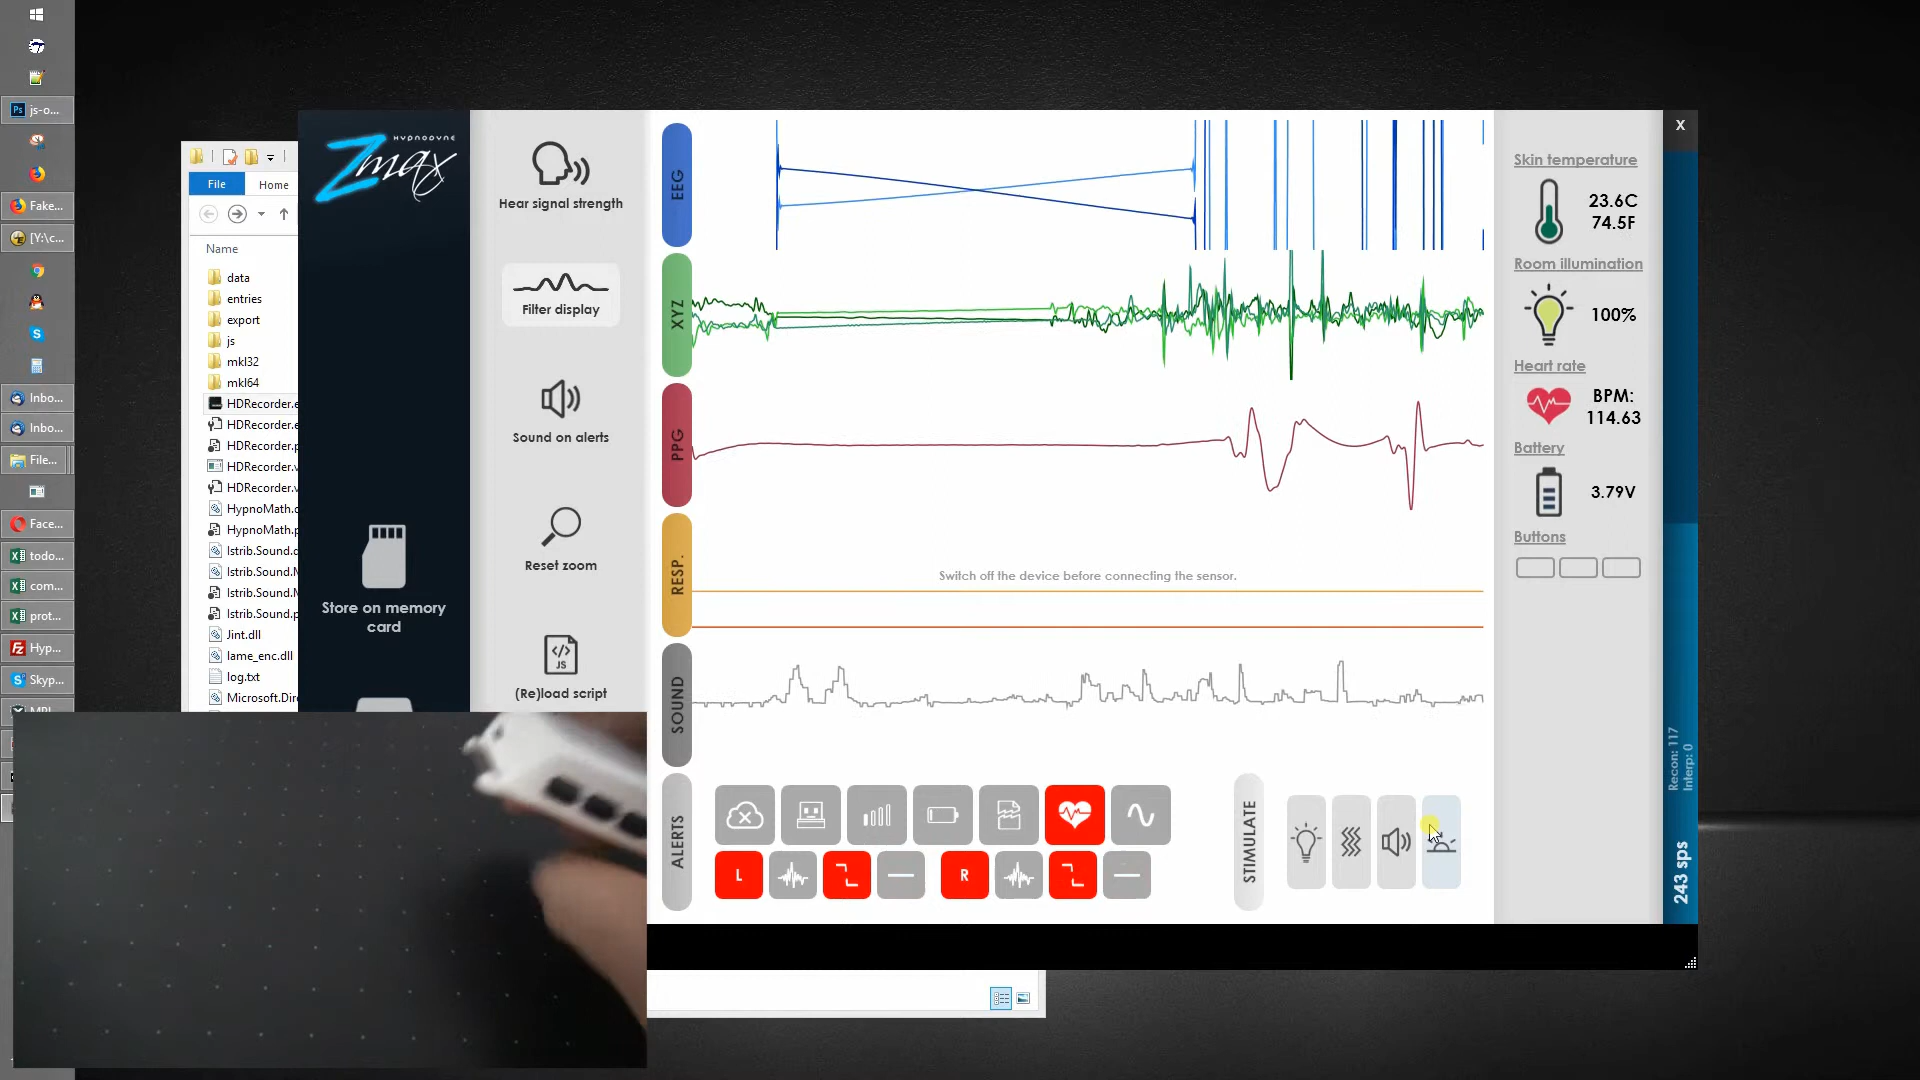 js-o...
Fake...
[Y:\c...
Inbo...
Inbo...
File...
Face...
todo...
com...
prot...
Hyp...
Skyp...
File
Home
Name
data
entries
export
js
mkl32
mkl64
HDRecorder.e
HDRecorder.e
HDRecorder.p
HDRecorder.v
HDRecorder.v
HypnoMath.
HypnoMath.p
Istrib.Sound.
Istrib.Sound.
Istrib.Sound.
Istrib.Sound.p
Jint.dll
lame_enc.dll
log.txt
Microsoft.Dire
HYPNODYNE
Zmax
Store on memory
card
Hear signal strength
Filter display
Sound on alerts
Reset zoom
JS
(Re)load script
EEG
XYZ
PPG
RESP.
Switch off the device before connecting the sensor.
SOUND
ALERTS
L
R
STIMULATE
Skin temperature
23.6C
74.5F
Room illumination
100%
Heart rate
BPM:
114.63
Battery
3.79V
Buttons
X
Recon: 117
Interp: 0
243 sps